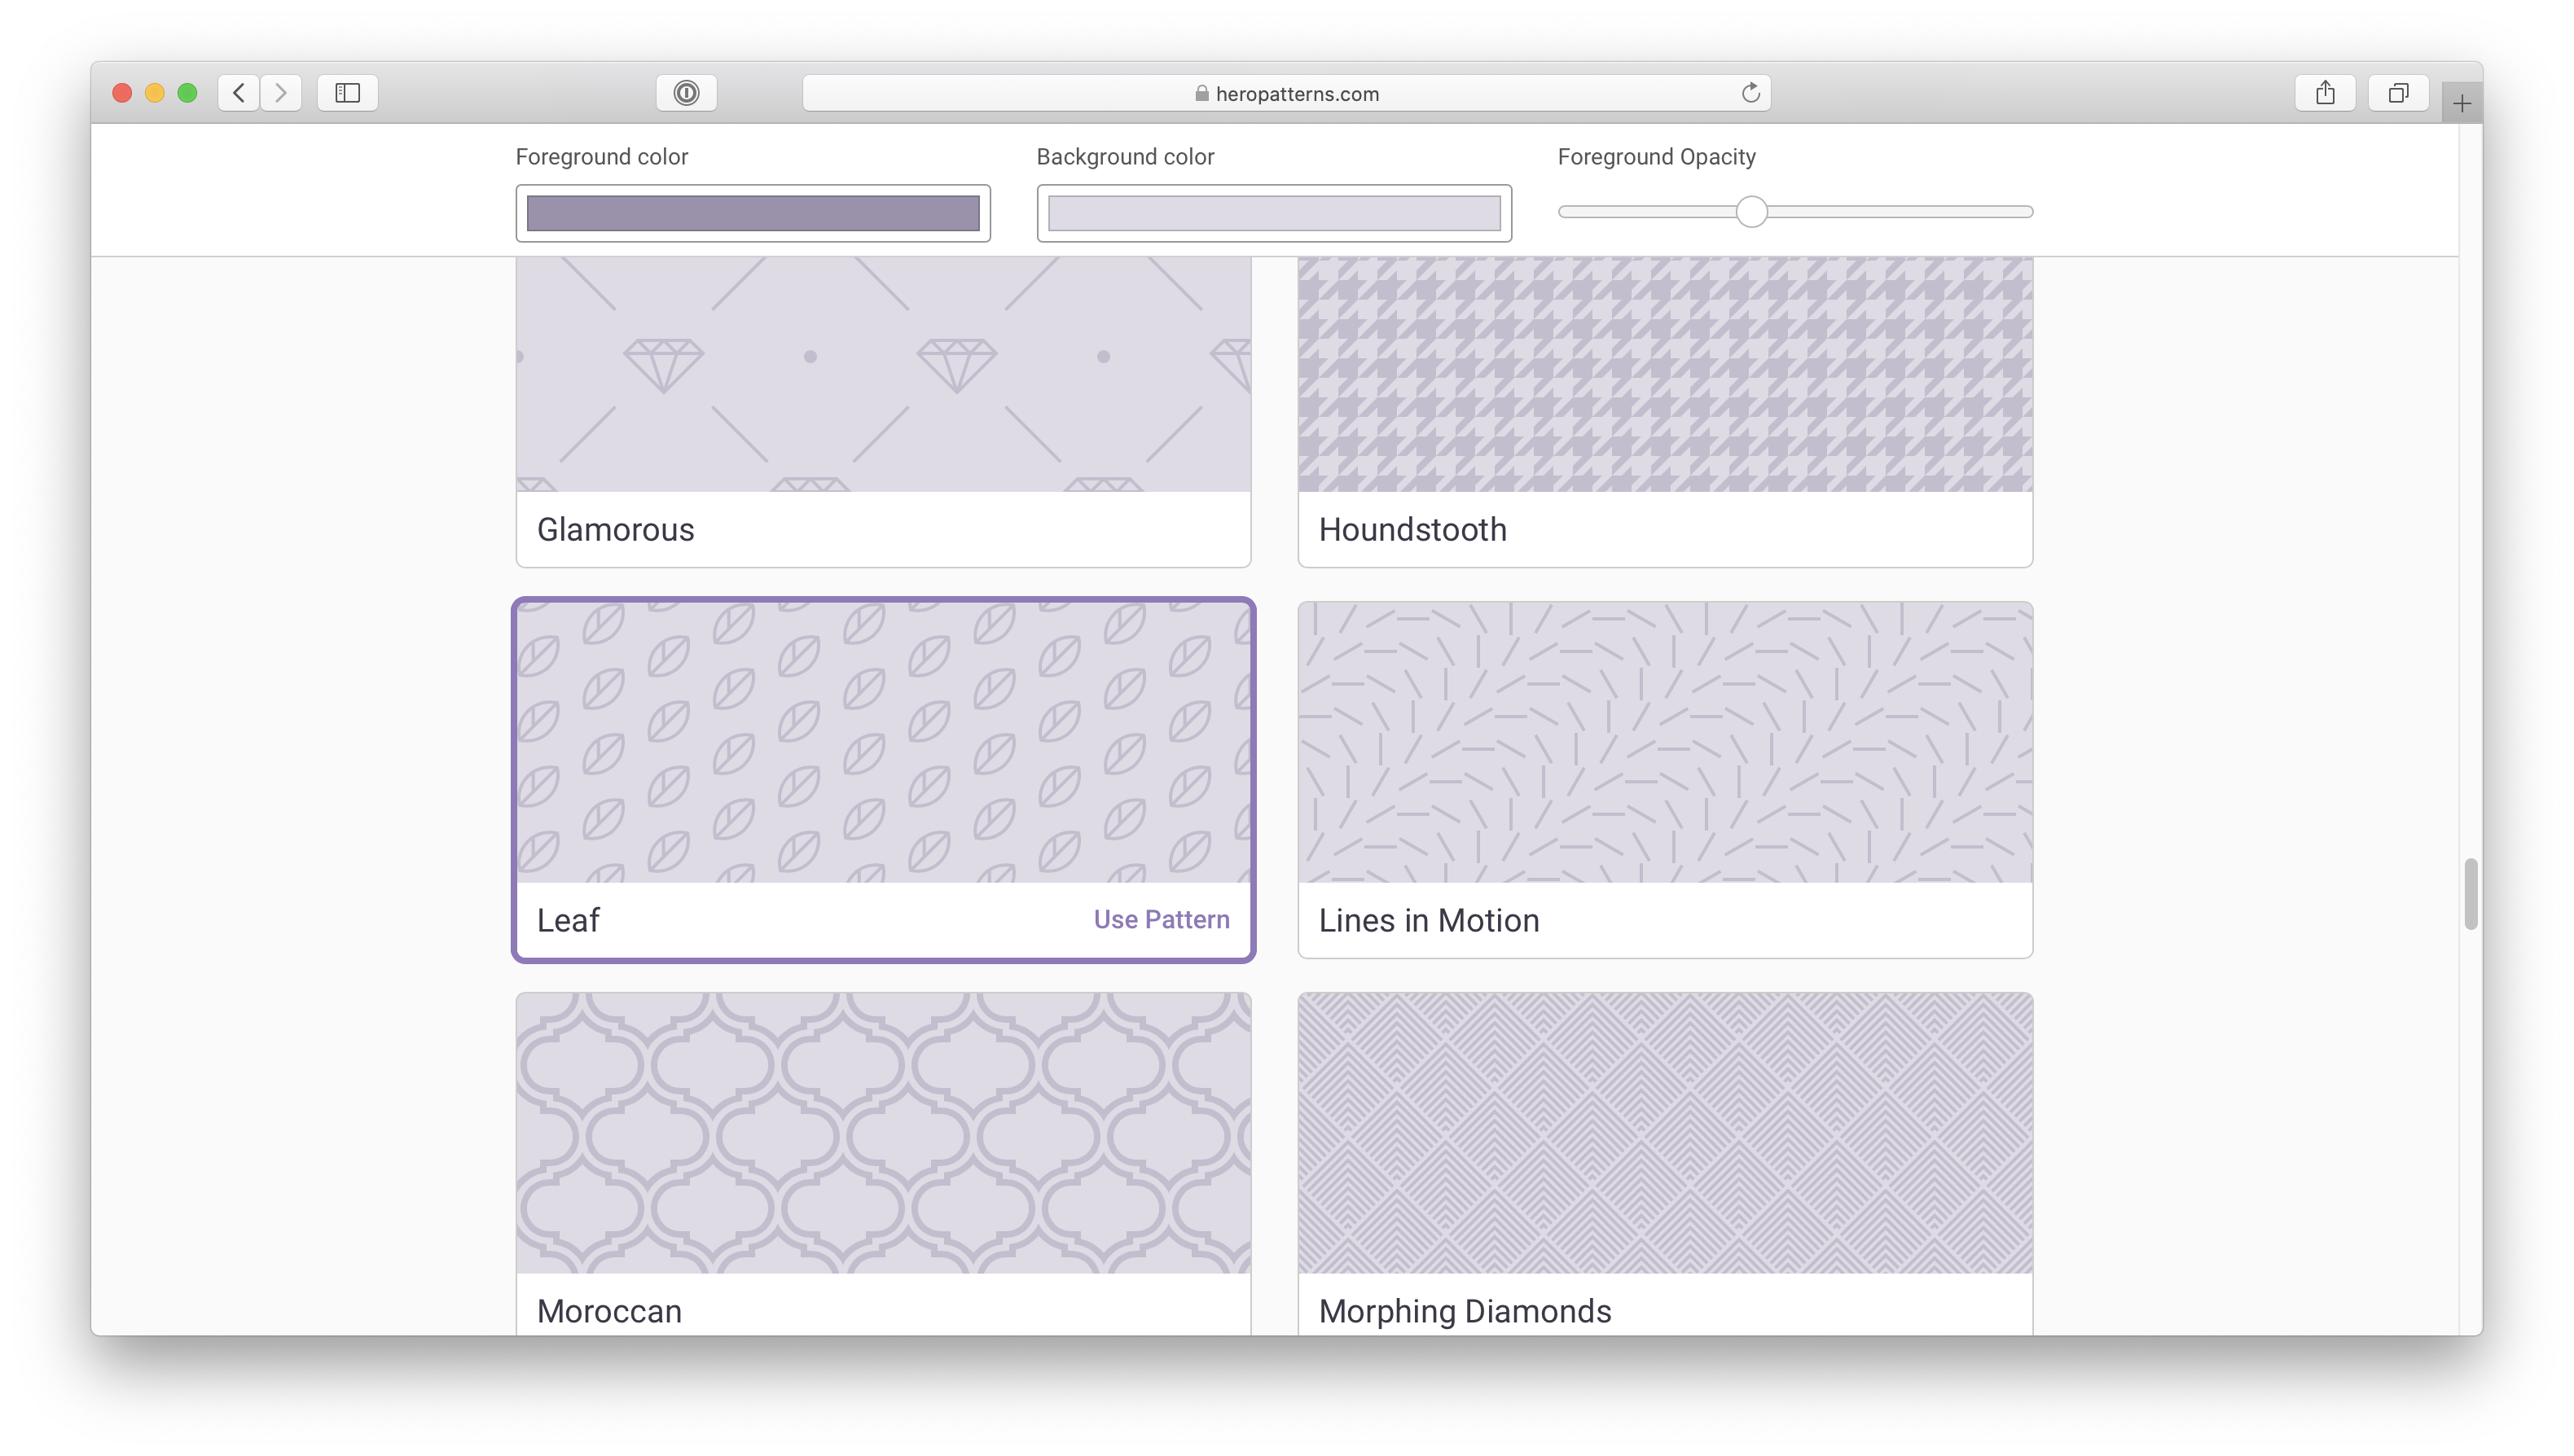 heropatterns.com
Foreground color
Background color
Foreground Opacity
Glamorous
Houndstooth
Leaf
Use Pattern
Lines in Motion
Moroccan
Morphing Diamonds